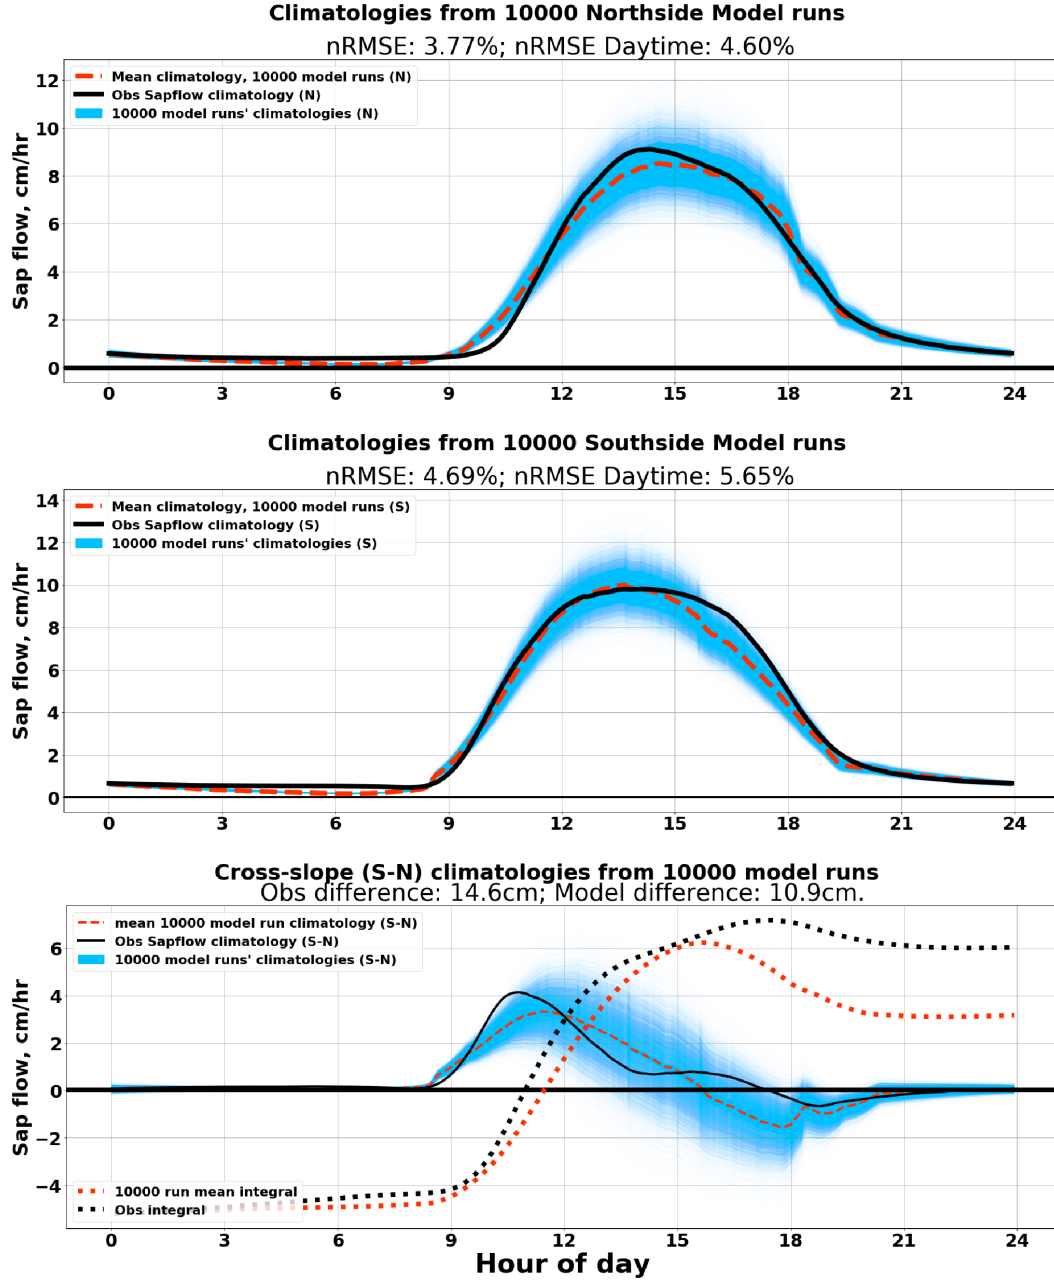 Climatologies from 10000 Northside Model runs
nRMSE: 3.77%; nRMSE Daytime: 4.60%
Mean climatology, 10000 model runs (N)
Obs Sapflow climatology (N)
10000 model runs' climatologies (N)
Sap flow, cm/hr
12
10
8
6
4
2
0
0 3 6 9 12 15 18 21 24
Climatologies from 10000 Southside Model runs
nRMSE: 4.69%; nRMSE Daytime: 5.65%
Mean climatology, 10000 model runs (S)
Obs Sapflow climatology (S)
10000 model runs' climatologies (S)
Sap flow, cm/hr
14
12
10
8
6
4
2
0
0 3 6 9 12 15 18 21 24
Cross-slope (S-N) climatologies from 10000 model runs
Obs difference: 14.6cm; Model difference: 10.9cm.
mean 10000 model run climatology (S-N)
Obs Sapflow climatology (S-N)
10000 model runs' climatologies (S-N)
Sap flow, cm/hr
6
4
2
0
−2
−4
10000 run mean integral
Obs integral
0 3 6 9 12 15 18 21 24
Hour of day